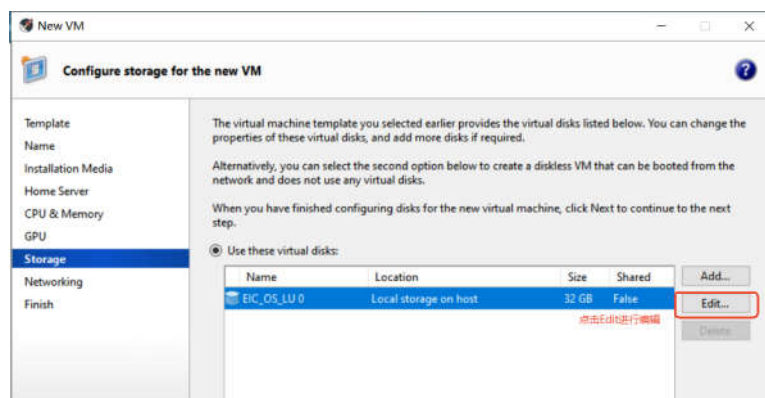 New VM
Configure storage for the new VM
Template
Name
Installation Media
Home Server
CPU & Memory
GPU
Storage
Networking
Finish
The virtual machine template you selected earlier provides the virtual disks listed below. You can change the
properties of these virtual disks, and add more disks if required.
Alternatively, you can select the second option below to create a diskless VM that can be booted from the
network and does not use any virtual disks.
When you have finished configuring disks for the new virtual machine, click Next to continue to the next
step.
Use these virtual disks:
Name Location Size Shared
EIC_OS_LU 0 Local storage on host 32 GB False
Add...
Edit...
点击Edit进行编辑
Delete